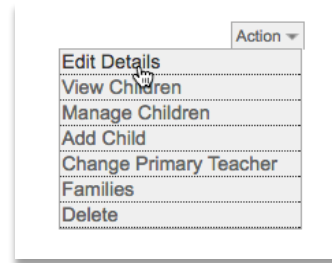 Action
Edit Details
View Children
Manage Children
Add Child
Change Primary Teacher
Families
Delete